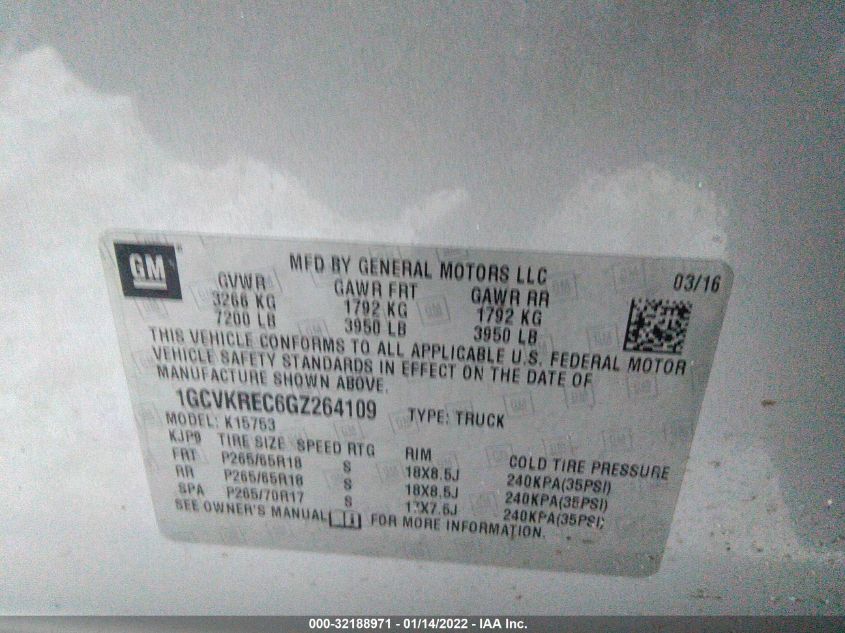 GM
MFD BY GENERAL MOTORS LLC
03/16
GVWR GAWR FRT GAWR RR
3266 KG 1792 KG 1792 KG
7200 LB 3950 LB 3950 LB
THIS VEHICLE CONFORMS TO ALL APPLICABLE U.S. FEDERAL MOTOR
VEHICLE SAFETY STANDARDS IN EFFECT ON THE DATE OF
MANUFACTURE SHOWN ABOVE.
1GCVKREC6GZ264109 TYPE: TRUCK
MODEL: K15753
KJP9 TIRE SIZE SPEED RTG RIM COLD TIRE PRESSURE
FRT P265/65R18 S 18X8.5J 240KPA(35PSI)
RR P265/65R18 S 18X8.5J 240KPA(35PSI)
SPA P265/70R17 S 17X7.5J 240KPA(35PSI)
SEE OWNER'S MANUAL FOR MORE INFORMATION.
000-32188971 - 01/14/2022 - IAA Inc.